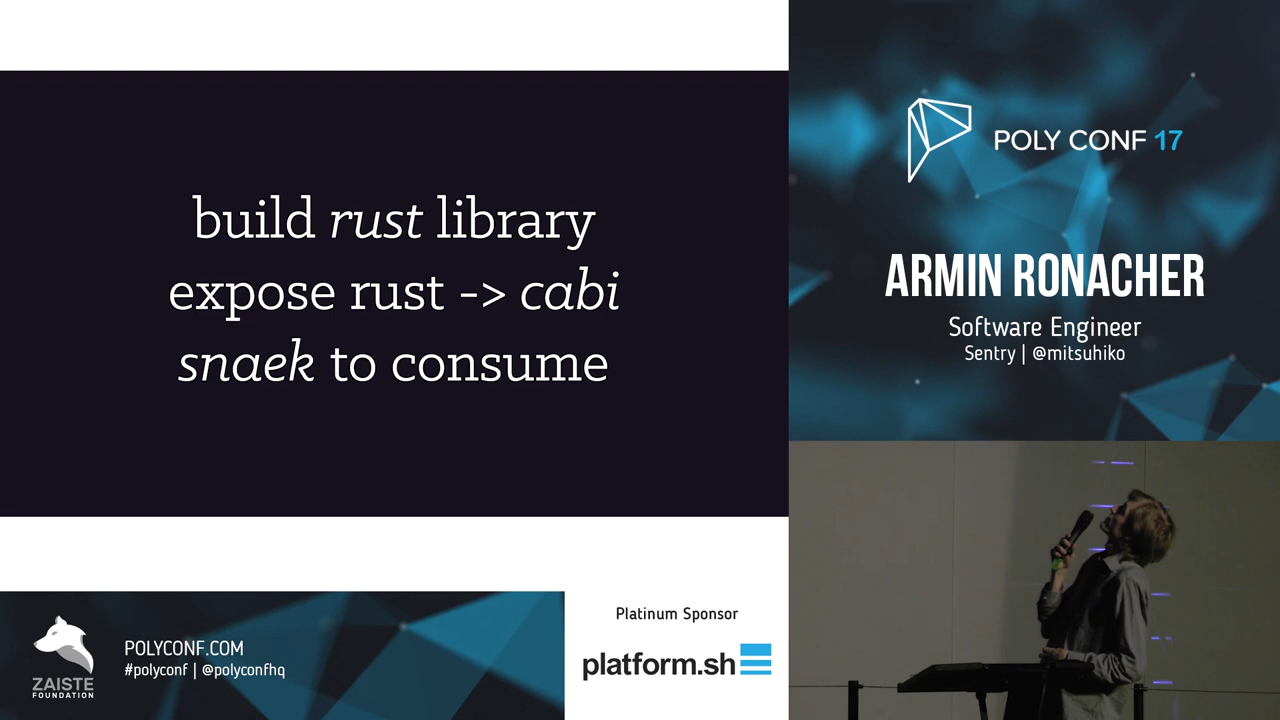 build rust library
expose rust -> cabi
snaek to consume
POLY CONF 17
ARMIN RONACHER
Software Engineer
Sentry | @mitsuhiko
ZAISTE
FOUNDATION
POLYCONF.COM
#polyconf | @polyconfhq
Platinum Sponsor
platform.sh